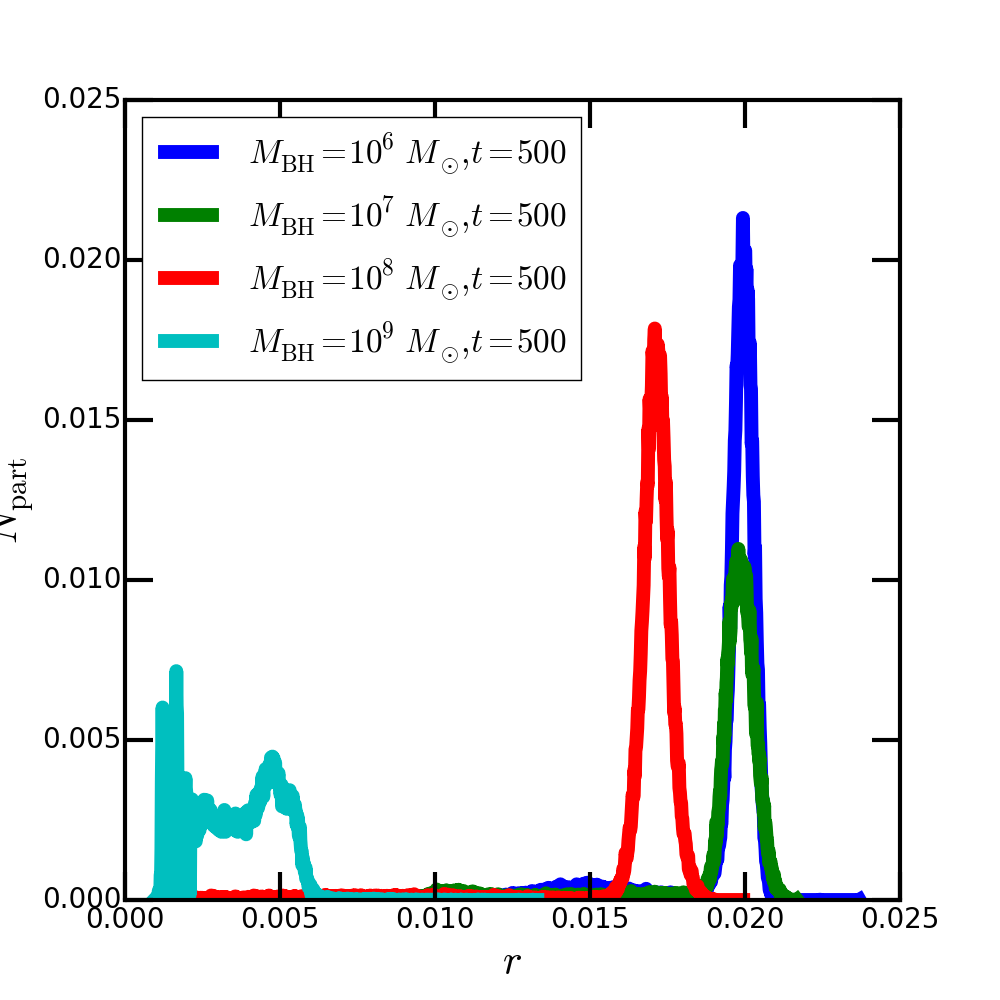 0.025
0.020
0.015
0.010
0.005
0.000
N_part
M_BH = 10^6 M_⊙, t = 500
M_BH = 10^7 M_⊙, t = 500
M_BH = 10^8 M_⊙, t = 500
M_BH = 10^9 M_⊙, t = 500
0.000 0.005 0.010 0.015 0.020 0.025
r